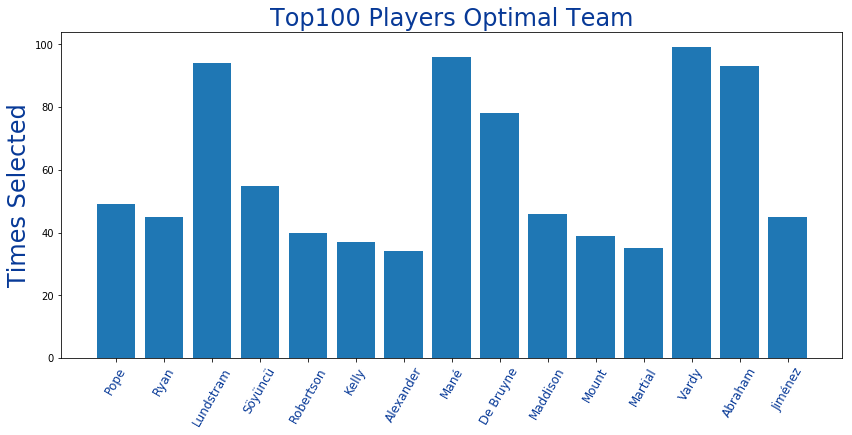 Top100 Players Optimal Team
Times Selected
100
80
60
40
20
0
Pope
Ryan
Lundstram
Söyüncü
Robertson
Kelly
Alexander
Mané
De Bruyne
Maddison
Mount
Martial
Vardy
Abraham
Jiménez